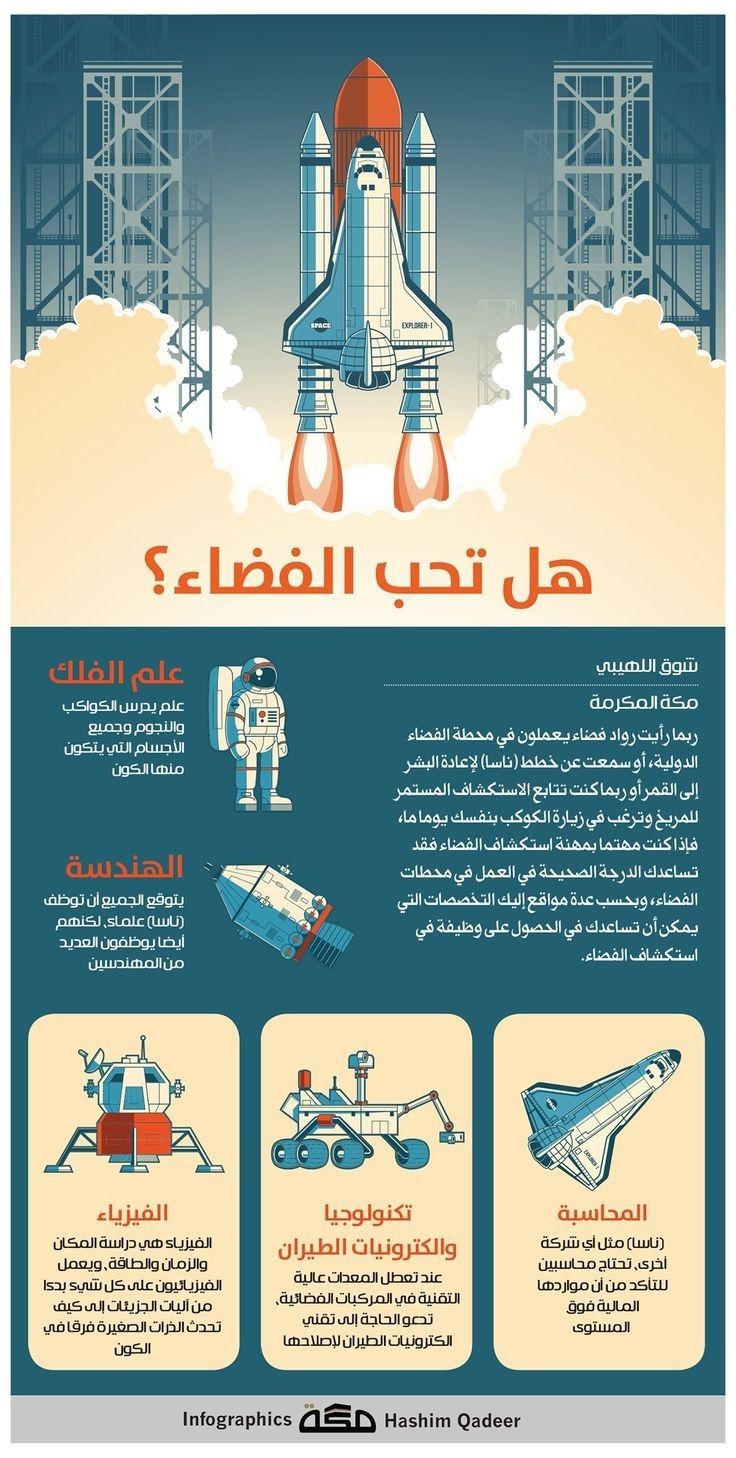 SPACE
EXPLORER-1
هل تحب الفضاء؟
شوق اللهيبي
مكة المكرمة
ربما رأيت رواد فضاء يعملون في محطة الفضاء
الدولية، أو سمعت عن خطط (ناسا) لإعادة البشر
إلى القمر أو ربما كنت تتابع الاستكشاف المستمر
للمريخ وترغب في زيارة الكوكب بنفسك يوما ما،
فإذا كنت مهتما بمهنة استكشاف الفضاء فقد
تساعدك الدرجة الصحيحة في العمل في محطات
الفضاء، وبحسب عدة مواقع إليك التخصصات التي
يمكن أن تساعدك في الحصول على وظيفة في
استكشاف الفضاء.
علم الفلك
علم يدرس الكواكب
والنجوم وجميع
الأجسام التي يتكون
منها الكون
الهندسة
يتوقع الجميع أن توظف
(ناسا) علماء، لكنهم
أيضا يوظفون العديد
من المهندسين
EXPLORER-1
المحاسبة
(ناسا) مثل أي شركة
أخرى، تحتاج محاسبين
للتأكد من أن مواردها
المالية فوق
المستوى
تكنولوجيا
والكترونيات الطيران
عند تعطل المعدات عالية
التقنية في المركبات الفضائية،
تدعو الحاجة إلى تقني
الكترونيات الطيران لإصلاحها
الفيزياء
الفيزياء هي دراسة المكان
والزمان والطاقة، ويعمل
الفيزيائيون على كل شيء بدءا
من آليات الجزيئات إلى كيف
تحدث الذرات الصغيرة فرقا في
الكون
Infographics مكة Hashim Qadeer